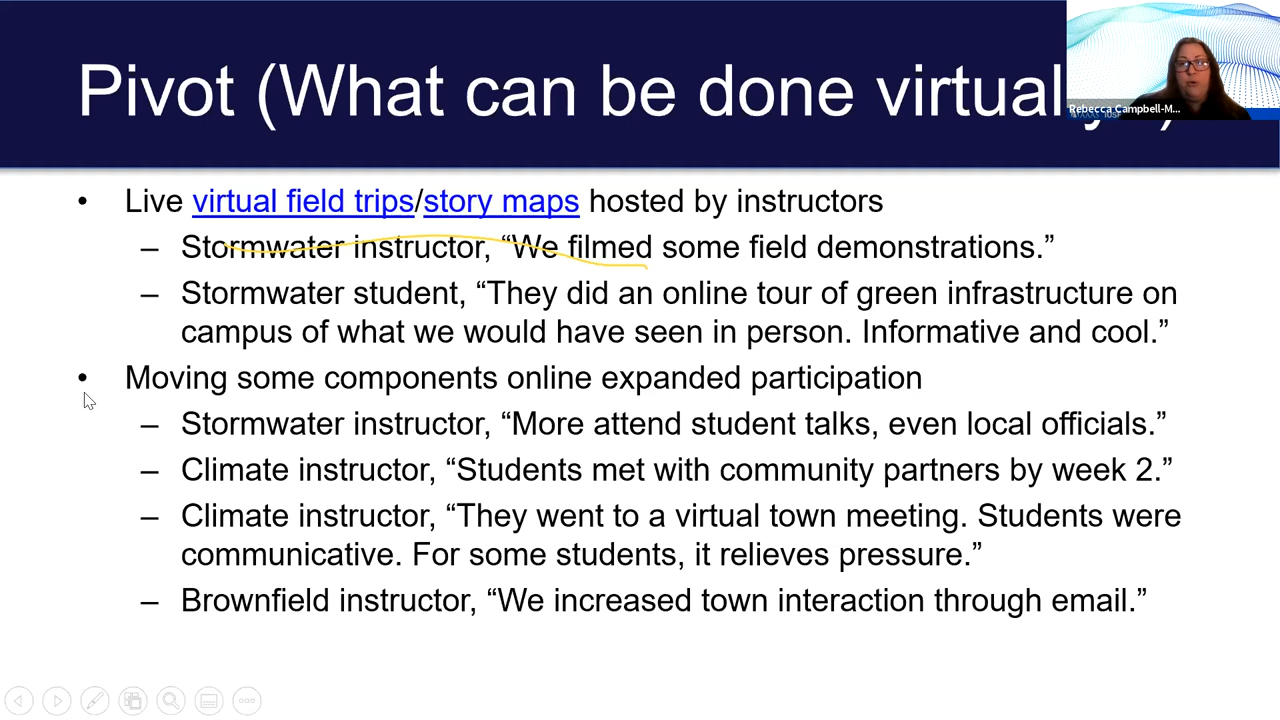 Pivot (What can be done virtually
Rebecca Campbell-M...
• Live virtual field trips/story maps hosted by instructors
– Stormwater instructor, “We filmed some field demonstrations.”
– Stormwater student, “They did an online tour of green infrastructure on
campus of what we would have seen in person. Informative and cool.”
• Moving some components online expanded participation
– Stormwater instructor, “More attend student talks, even local officials.”
– Climate instructor, “Students met with community partners by week 2.”
– Climate instructor, “They went to a virtual town meeting. Students were
communicative. For some students, it relieves pressure.”
– Brownfield instructor, “We increased town interaction through email.”